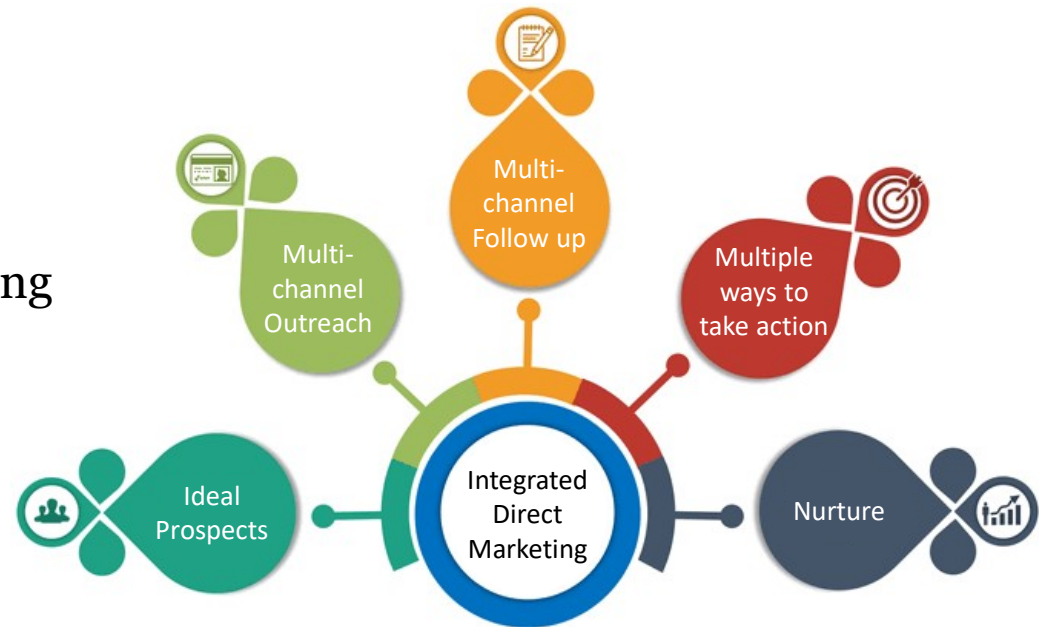 ng
Multi-
channel
Follow up
Multi-
channel
Outreach
Multiple
ways to
take action
Ideal
Prospects
Integrated
Direct
Marketing
Nurture